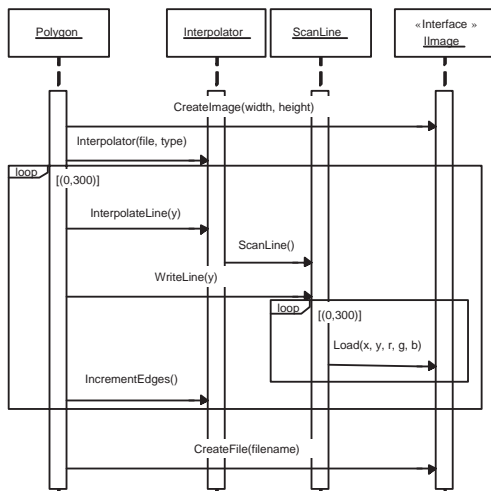 Polygon
Interpolator
ScanLine
«Interface»
IImage
CreateImage(width, height)
Interpolator(file, type)
loop
[(0,300)]
InterpolateLine(y)
ScanLine()
WriteLine(y)
loop
[(0,300)]
Load(x, y, r, g, b)
IncrementEdges()
CreateFile(filename)